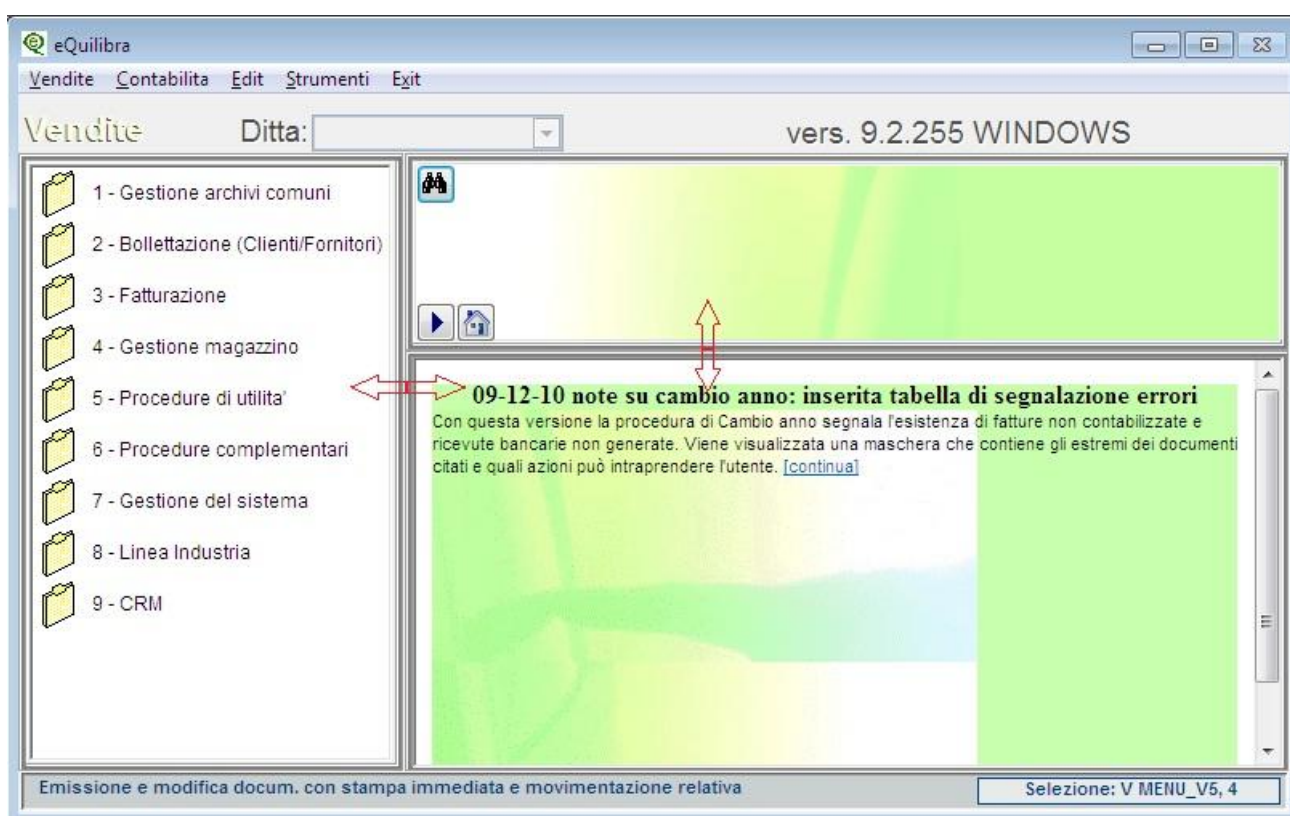 eQuilibra
Vendite Contabilita Edit Strumenti Exit
Vendite Ditta: vers. 9.2.255 WINDOWS
1 - Gestione archivi comuni
2 - Bollettazione (Clienti/Fornitori)
3 - Fatturazione
4 - Gestione magazzino
5 - Procedure di utilita'
6 - Procedure complementari
7 - Gestione del sistema
8 - Linea Industria
9 - CRM
09-12-10 note su cambio anno: inserita tabella di segnalazione errori
Con questa versione la procedura di Cambio anno segnala l'esistenza di fatture non contabilizzate e
ricevute bancarie non generate. Viene visualizzata una maschera che contiene gli estremi dei documenti
citati e quali azioni può intraprendere l'utente. [continua]
Emissione e modifica docum. con stampa immediata e movimentazione relativa
Selezione: V MENU_V5, 4